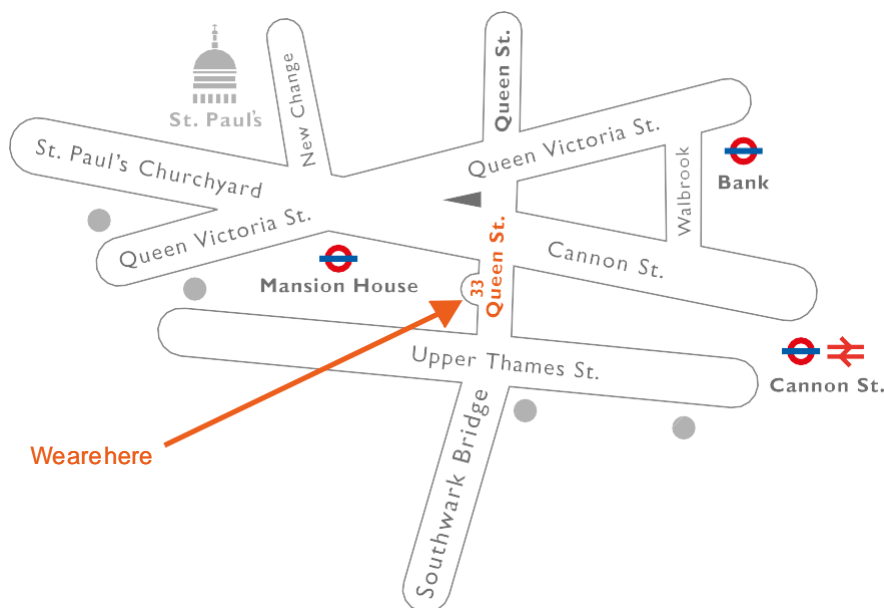 Queen St.
New Change
St. Paul's
Queen Victoria St.
St. Paul's Churchyard
Walbrook
Bank
Queen Victoria St.
Queen St.
33
Cannon St.
Mansion House
Upper Thames St.
Cannon St.
Southwark Bridge
Wearehere